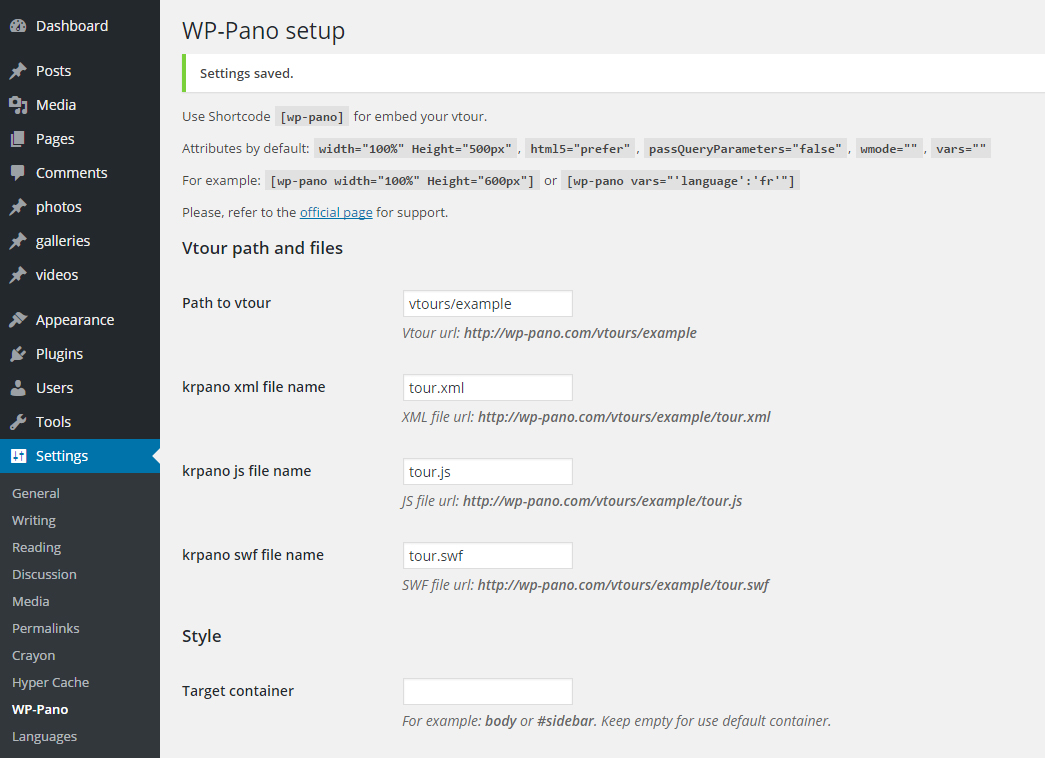 Dashboard
Posts
Media
Pages
Comments
photos
galleries
videos
Appearance
Plugins
Users
Tools
Settings
General
Writing
Reading
Discussion
Media
Permalinks
Crayon
Hyper Cache
WP-Pano
Languages
WP-Pano setup
Settings saved.
Use Shortcode [wp-pano] for embed your vtour.
Attributes by default: width="100%" Height="500px" , html5="prefer" , passQueryParameters="false" , wmode="" , vars=""
For example: [wp-pano width="100%" Height="600px"] or [wp-pano vars="'language':'fr'"]
Please, refer to the official page for support.
Vtour path and files
Path to vtour
vtours/example
Vtour url: http://wp-pano.com/vtours/example
krpano xml file name
tour.xml
XML file url: http://wp-pano.com/vtours/example/tour.xml
krpano js file name
tour.js
JS file url: http://wp-pano.com/vtours/example/tour.js
krpano swf file name
tour.swf
SWF file url: http://wp-pano.com/vtours/example/tour.swf
Style
Target container
For example: body or #sidebar. Keep empty for use default container.